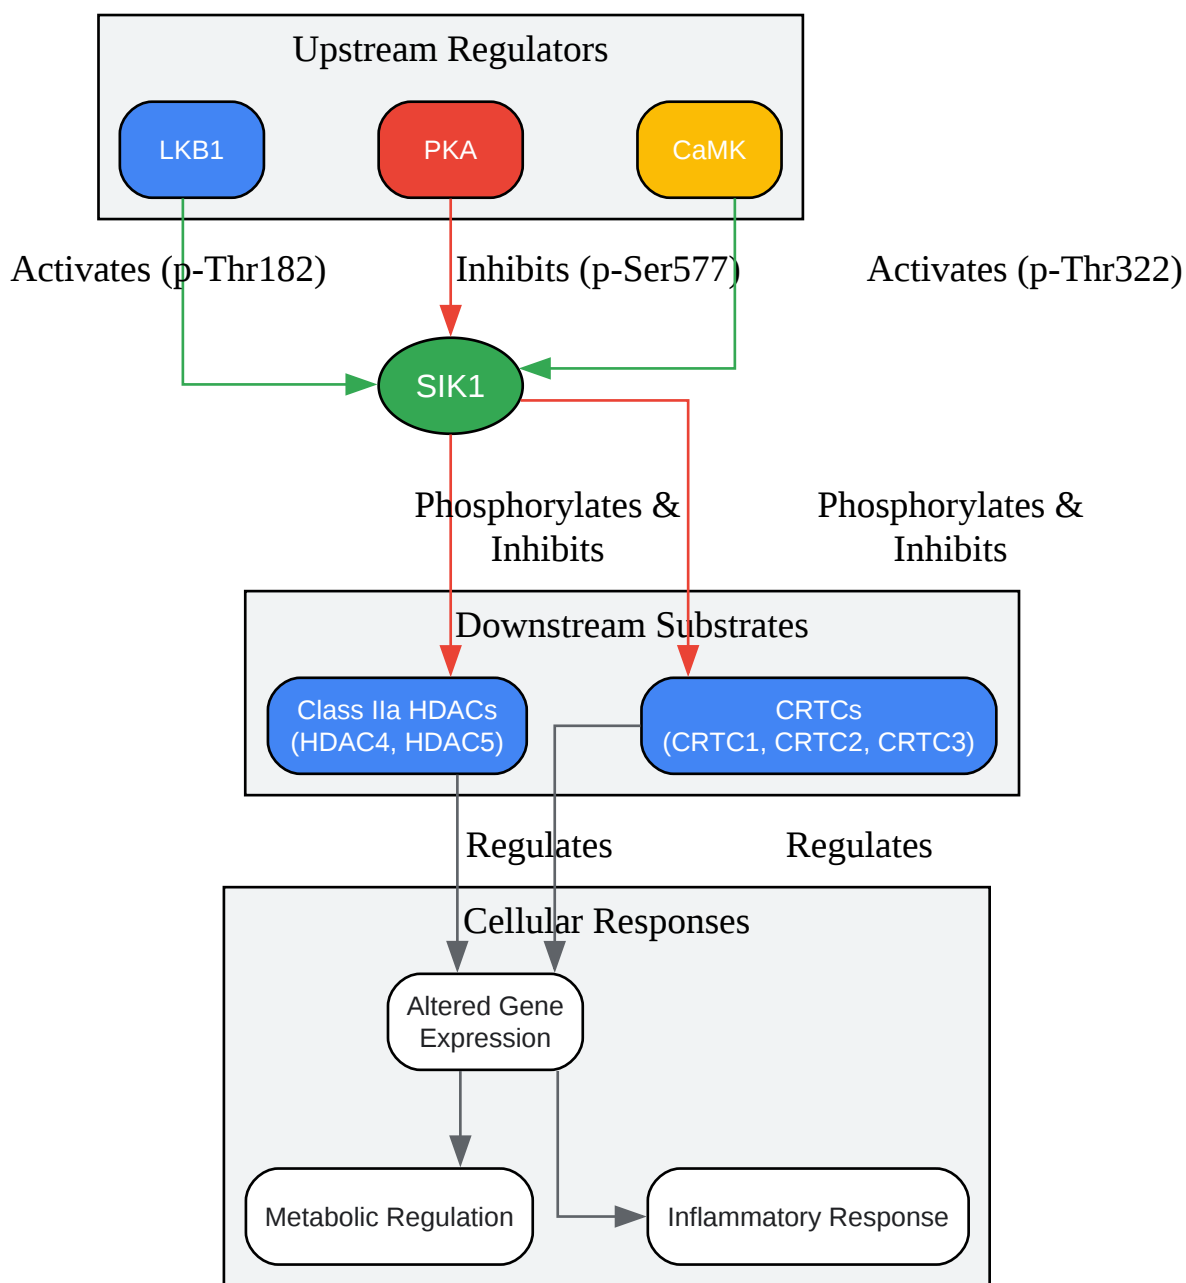 Upstream Regulators
LKB1
PKA
CaMK
Activates (p-Thr182)
Inhibits (p-Ser577)
Activates (p-Thr322)
SIK1
Phosphorylates &
Inhibits
Phosphorylates &
Inhibits
Downstream Substrates
Class IIa HDACs
(HDAC4, HDAC5)
CRTCs
(CRTC1, CRTC2, CRTC3)
Regulates
Regulates
Cellular Responses
Altered Gene
Expression
Metabolic Regulation
Inflammatory Response